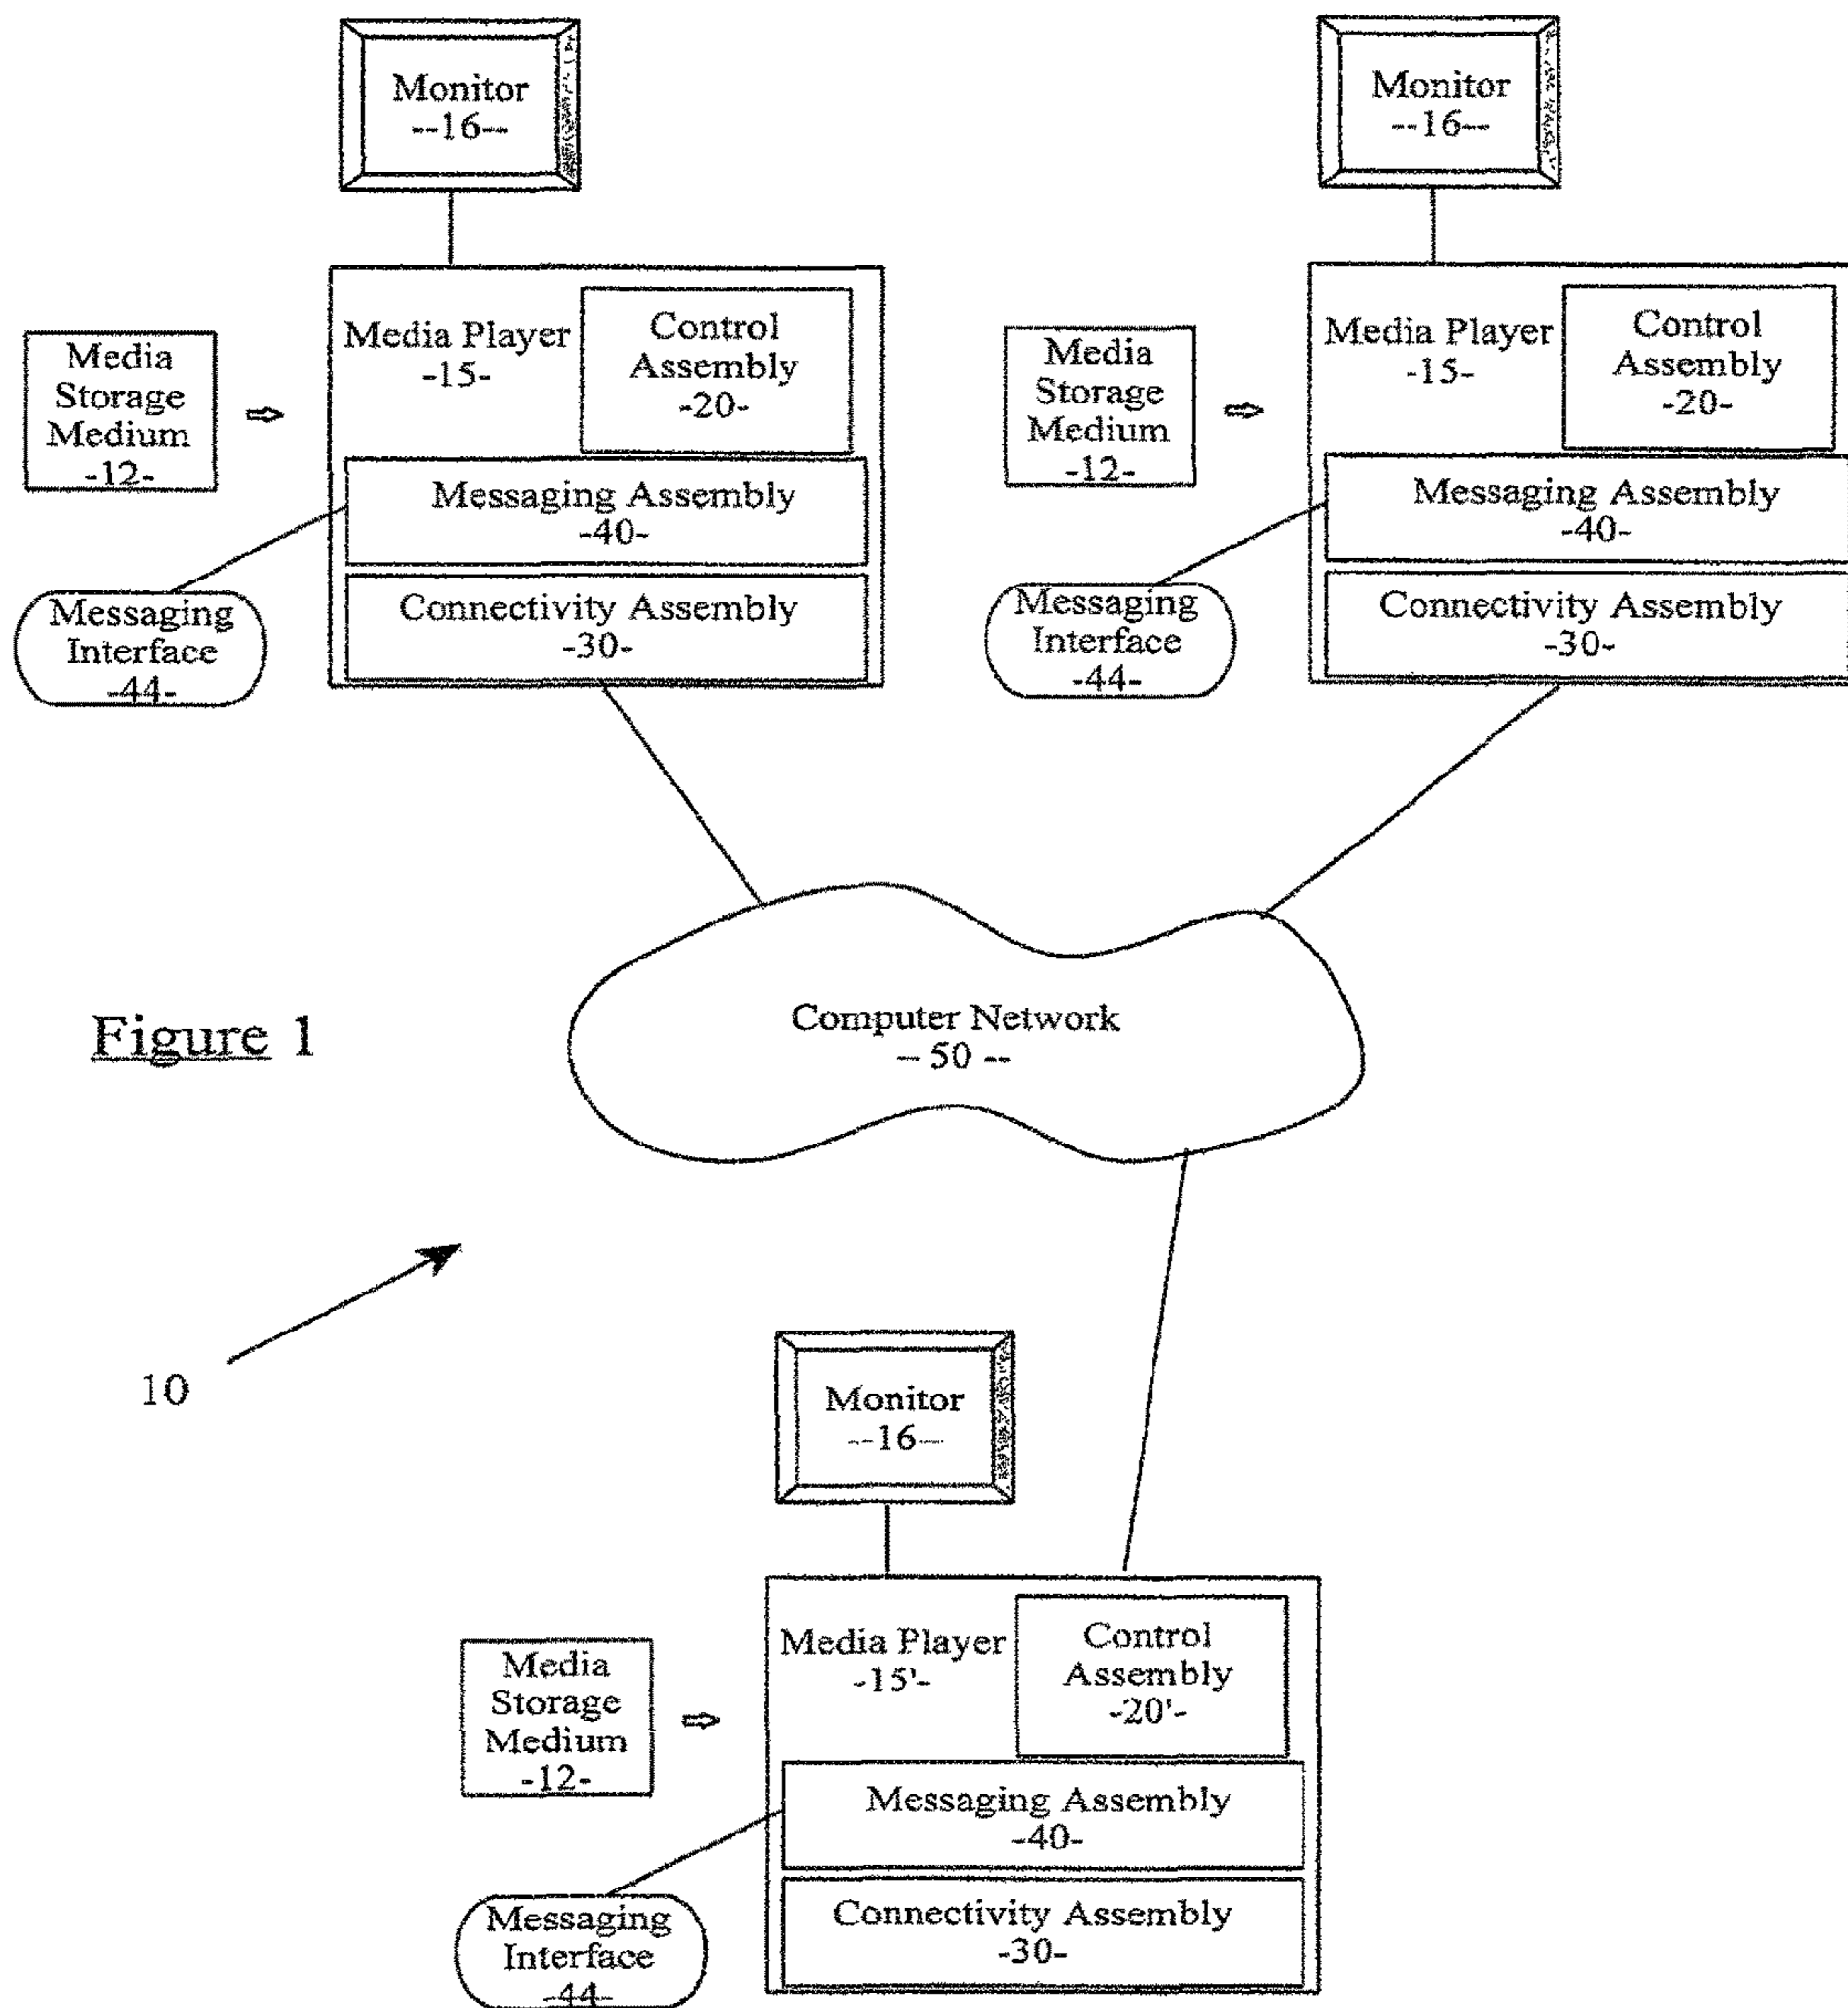 Monitor
--16--
Media Player
-15-
Control
Assembly
-20-
Media
Storage
Medium
-12-
Messaging Assembly
-40-
Messaging
Interface
-44-
Connectivity Assembly
-30-
Monitor
--16--
Media Player
-15-
Control
Assembly
-20-
Media
Storage
Medium
-12-
Messaging Assembly
-40-
Messaging
Interface
-44-
Connectivity Assembly
-30-
Figure 1
Computer Network
-- 50 --
10
Monitor
--16--
Media Player
-15'-
Control
Assembly
-20'-
Media
Storage
Medium
-12-
Messaging Assembly
-40-
Messaging
Interface
-44-
Connectivity Assembly
-30-